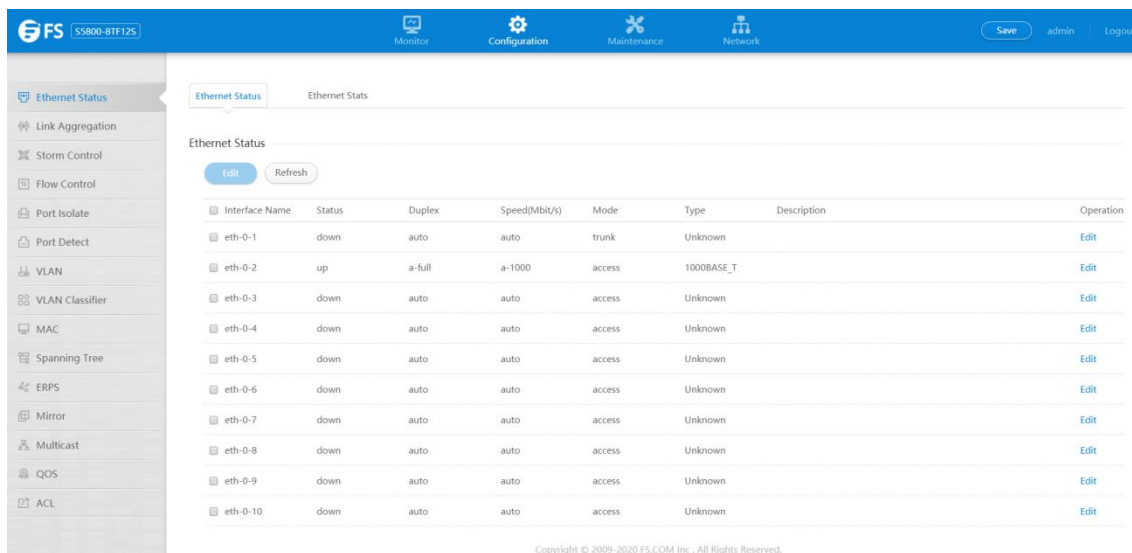 FS S5800-8TF12S Monitor Configuration Maintenance Network Save admin Logou
Ethernet Status
Link Aggregation
Storm Control
Flow Control
Port Isolate
Port Detect
VLAN
VLAN Classifier
MAC
Spanning Tree
ERPS
Mirror
Multicast
QOS
ACL
Ethernet Status Ethernet Stats
Ethernet Status
Edit Refresh
Interface Name Status Duplex Speed(Mbit/s) Mode Type Description Operation
eth-0-1 down auto auto trunk Unknown Edit
eth-0-2 up a-full a-1000 access 1000BASE_T Edit
eth-0-3 down auto auto access Unknown Edit
eth-0-4 down auto auto access Unknown Edit
eth-0-5 down auto auto access Unknown Edit
eth-0-6 down auto auto access Unknown Edit
eth-0-7 down auto auto access Unknown Edit
eth-0-8 down auto auto access Unknown Edit
eth-0-9 down auto auto access Unknown Edit
eth-0-10 down auto auto access Unknown Edit
Copyright © 2009-2020 FS.COM Inc . All Rights Reserved.